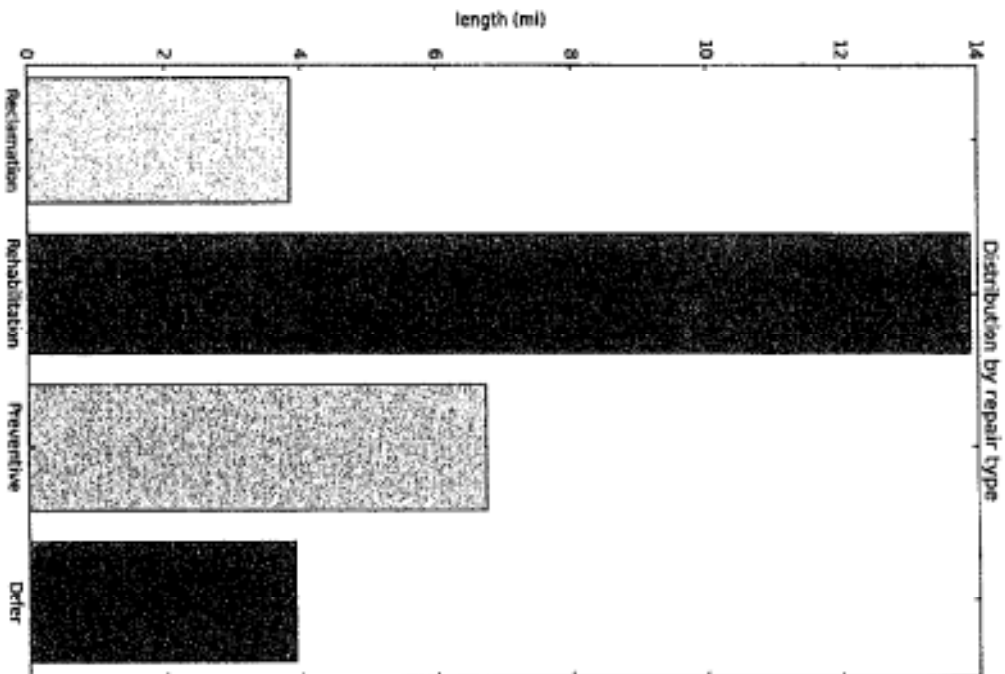 Distribution by repair type
length (mi)
14
12
10
8
6
4
2
0
Reclamation
Rehabilitation
Preventive
Defer